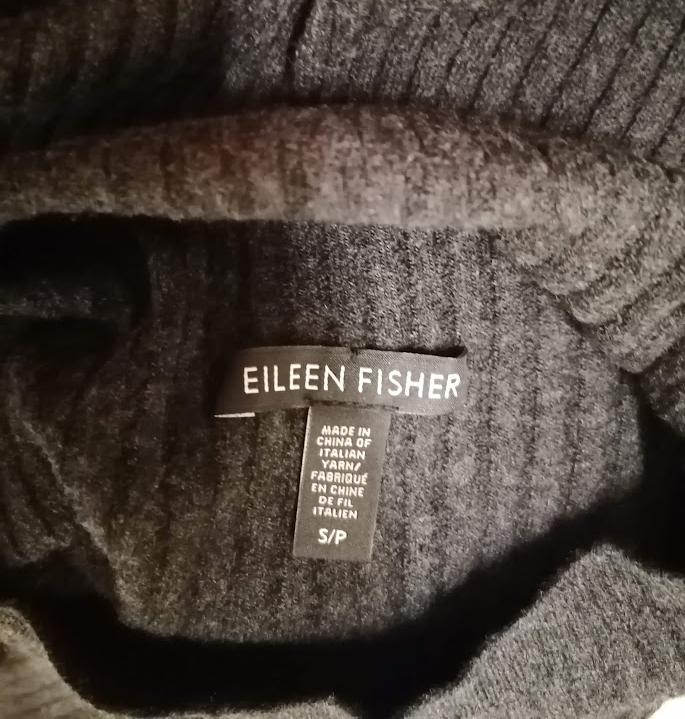 EILEEN FISHER
MADE IN
CHINA OF
ITALIAN
YARN/
FABRIQUÉ
EN CHINE
DE FIL
ITALIEN
S/P